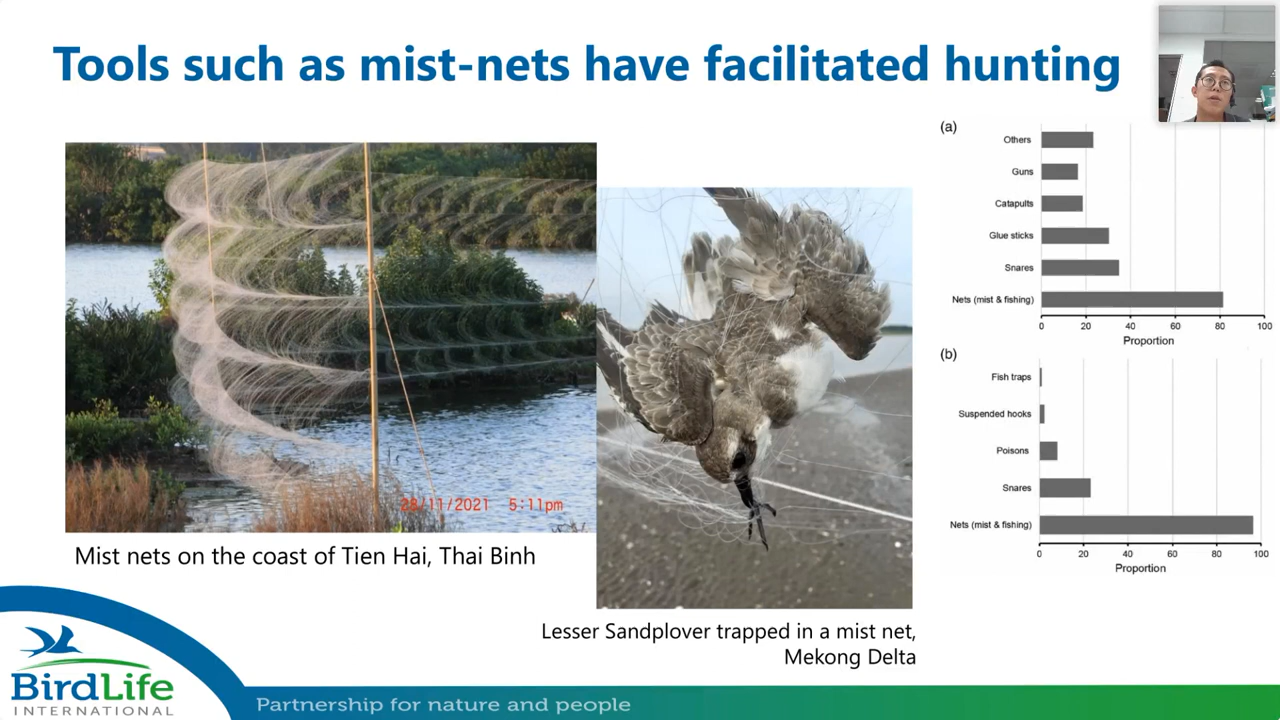 Tools such as mist-nets have facilitated hunting
28/11/2021 5:11pm
Mist nets on the coast of Tien Hai, Thai Binh
Lesser Sandplover trapped in a mist net,
Mekong Delta
(a)
Others
Guns
Catapults
Glue sticks
Snares
Nets (mist & fishing)
0 20 40 60 80 100
Proportion
(b)
Fish traps
Suspended hooks
Poisons
Snares
Nets (mist & fishing)
0 20 40 60 80 100
Proportion
BirdLife
INTERNATIONAL
Partnership for nature and people